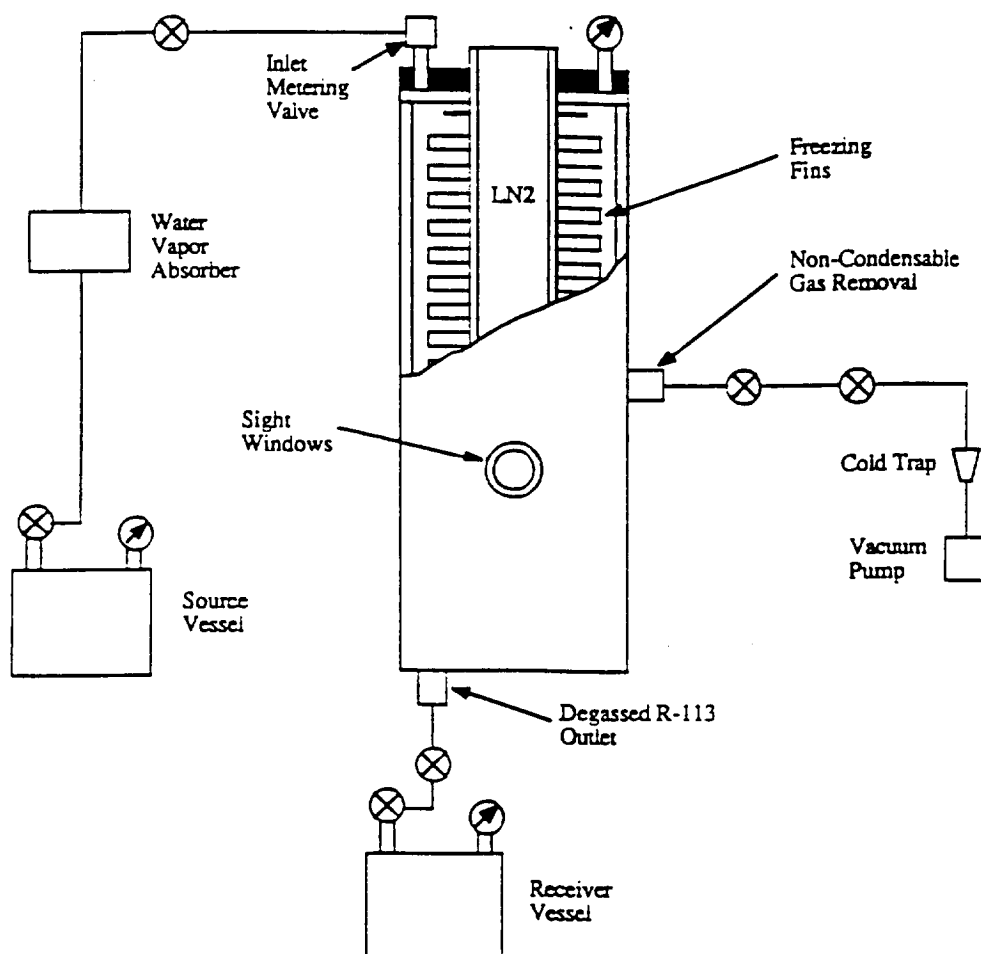 Inlet
Metering
Valve
LN2
Freezing
Fins
Water
Vapor
Absorber
Non-Condensable
Gas Removal
Sight
Windows
Cold Trap
Vacuum
Pump
Source
Vessel
Degassed R-113
Outlet
Receiver
Vessel